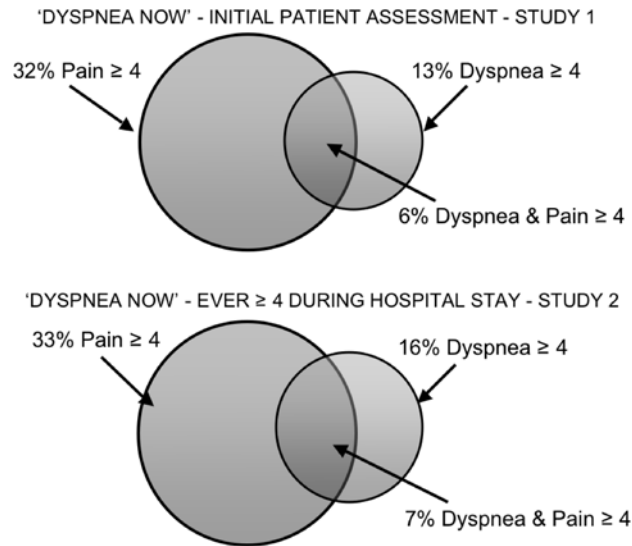 'DYSPNEA NOW' - INITIAL PATIENT ASSESSMENT - STUDY 1
32% Pain ≥ 4
13% Dyspnea ≥ 4
6% Dyspnea & Pain ≥ 4
'DYSPNEA NOW' - EVER ≥ 4 DURING HOSPITAL STAY - STUDY 2
33% Pain ≥ 4
16% Dyspnea ≥ 4
7% Dyspnea & Pain ≥ 4